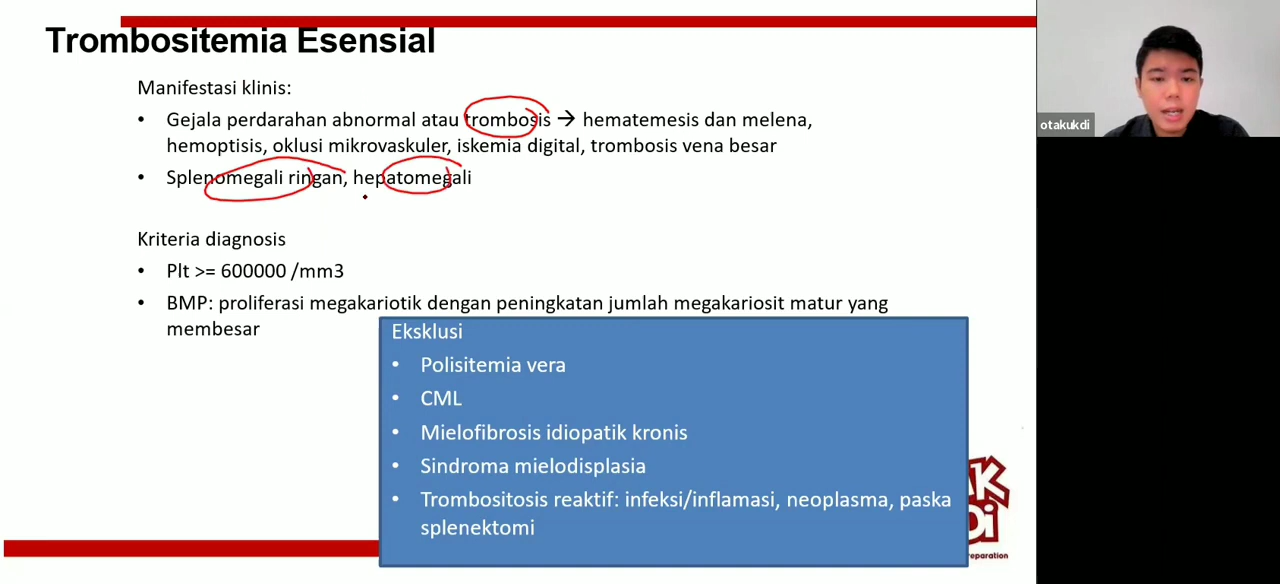 Trombositemia Esensial
Manifestasi klinis:
• Gejala perdarahan abnormal atau trombosis → hematemesis dan melena,
hemoptisis, oklusi mikrovaskuler, iskemia digital, trombosis vena besar
• Splenomegali ringan, hepatomegali
Kriteria diagnosis
• Plt >= 600000 /mm3
• BMP: proliferasi megakariotik dengan peningkatan jumlah megakariosit matur yang
membesar
Eksklusi
• Polisitemia vera
• CML
• Mielofibrosis idiopatik kronis
• Sindroma mielodisplasia
• Trombositosis reaktif: infeksi/inflamasi, neoplasma, paska
splenektomi
otakukdi